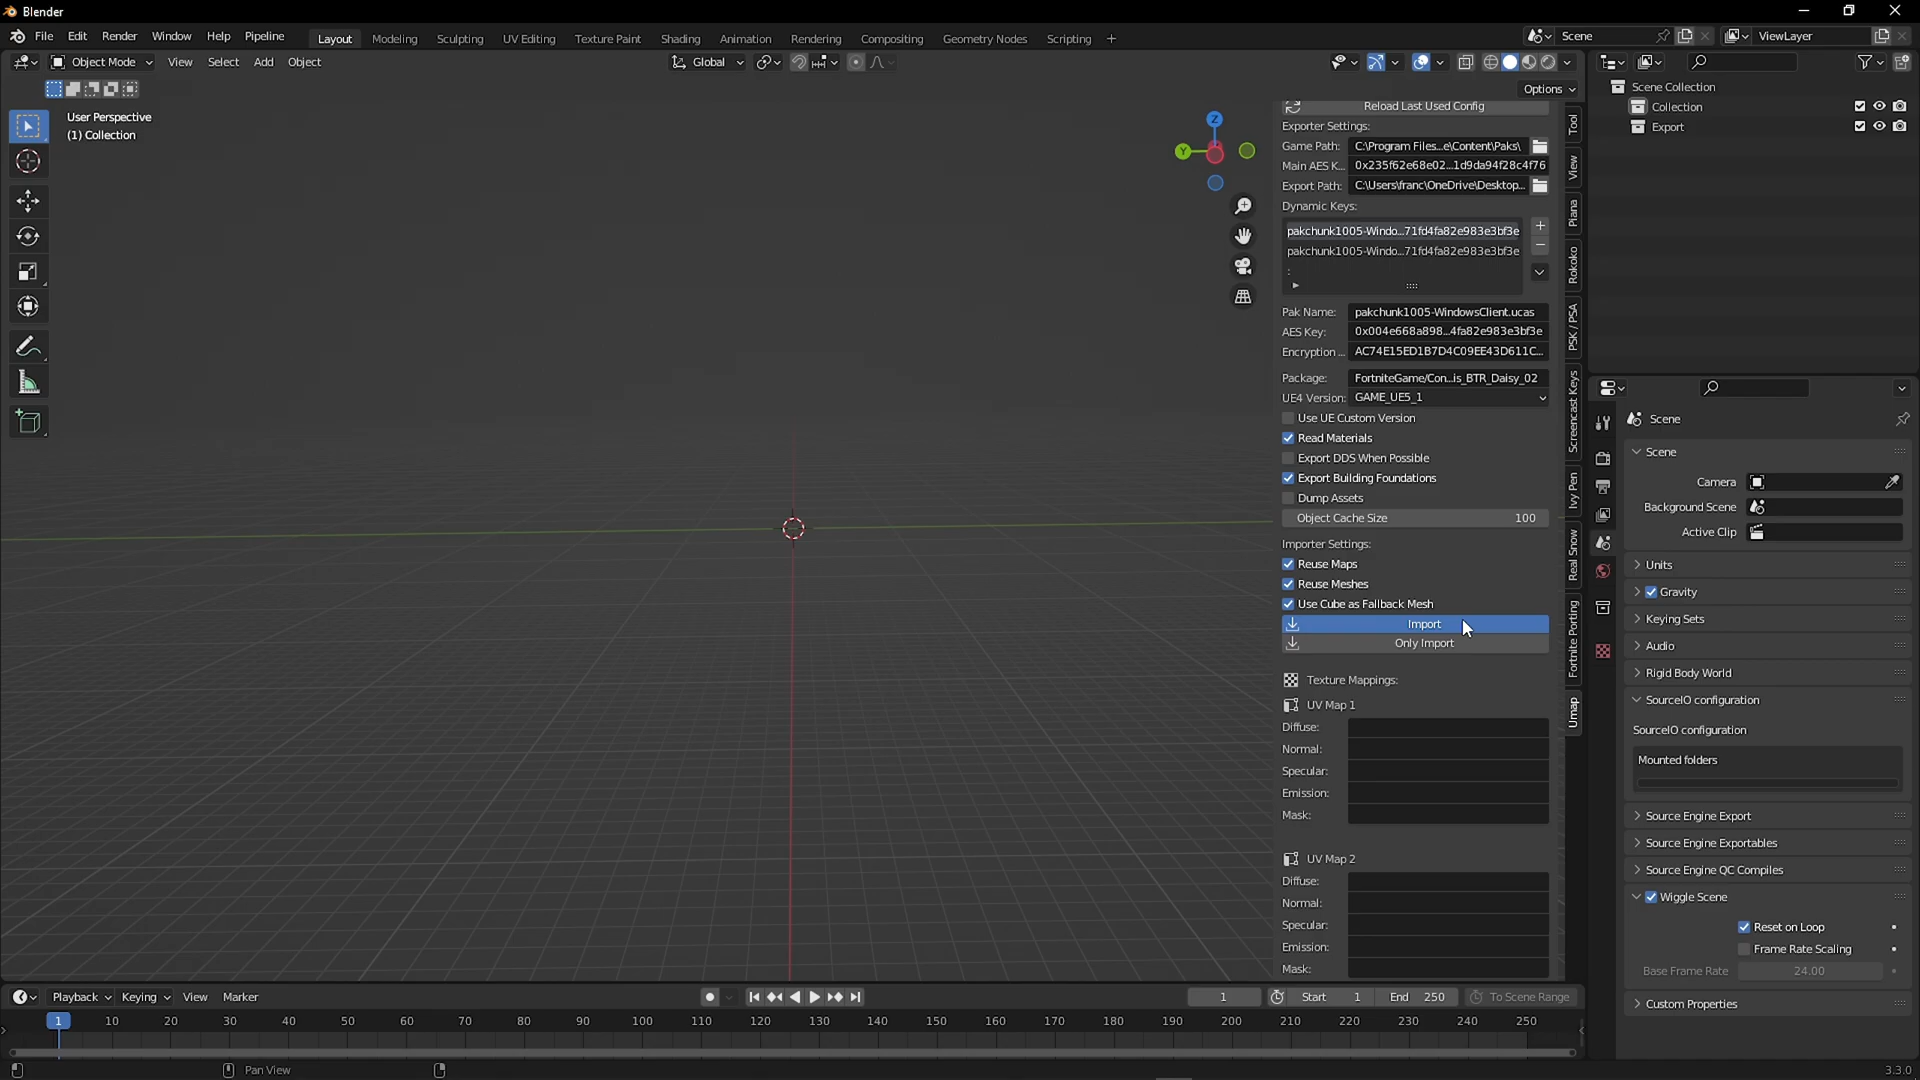 Blender
File Edit Render Window Help Pipeline
Layout Modeling Sculpting UV Editing Texture Paint Shading Animation Rendering Compositing Geometry Nodes Scripting +
Scene
ViewLayer
Object Mode View Select Add Object
Global
Options
User Perspective
(1) Collection
Z
Y
Reload Last Used Config
Exporter Settings:
Game Path: C:\Program Files...e\Content\Paks\
Main AES K... 0x235f62e68e02...1d9da94f28c4f76
Export Path: C:\Users\franc\OneDrive\Desktop...
Dynamic Keys:
pakchunk1005-Windo...71fd4fa82e983e3bf3e
pakchunk1005-Windo...71fd4fa82e983e3bf3e
:
Pak Name: pakchunk1005-WindowsClient.ucas
AES Key: 0x004e668a898...4fa82e983e3bf3e
Encryption ... AC74E15ED1B7D4C09EE43D611C...
Package: FortniteGame/Con...is_BTR_Daisy_02
UE4 Version: GAME_UE5_1
Use UE Custom Version
Read Materials
Export DDS When Possible
Export Building Foundations
Dump Assets
Object Cache Size 100
Importer Settings:
Reuse Maps
Reuse Meshes
Use Cube as Fallback Mesh
Import
Only Import
Texture Mappings:
UV Map 1
Diffuse:
Normal:
Specular:
Emission:
Mask:
UV Map 2
Diffuse:
Normal:
Specular:
Emission:
Mask:
Tool
View
Piana
Rokoko
PSK / PSA
Screencast Keys
Ivy Pen
Real Snow
Fortnite Porting
Umap
Scene Collection
Collection
Export
Scene
Scene
Camera
Background Scene
Active Clip
Units
Gravity
Keying Sets
Audio
Rigid Body World
SourceIO configuration
SourceIO configuration
Mounted folders
Source Engine Export
Source Engine Exportables
Source Engine QC Compiles
Wiggle Scene
Reset on Loop
Frame Rate Scaling
Base Frame Rate 24.00
Custom Properties
Playback Keying View Marker
1 Start 1 End 250 To Scene Range
1 10 20 30 40 50 60 70 80 90 100 110 120 130 140 150 160 170 180 190 200 210 220 230 240 250
Pan View
3.3.0